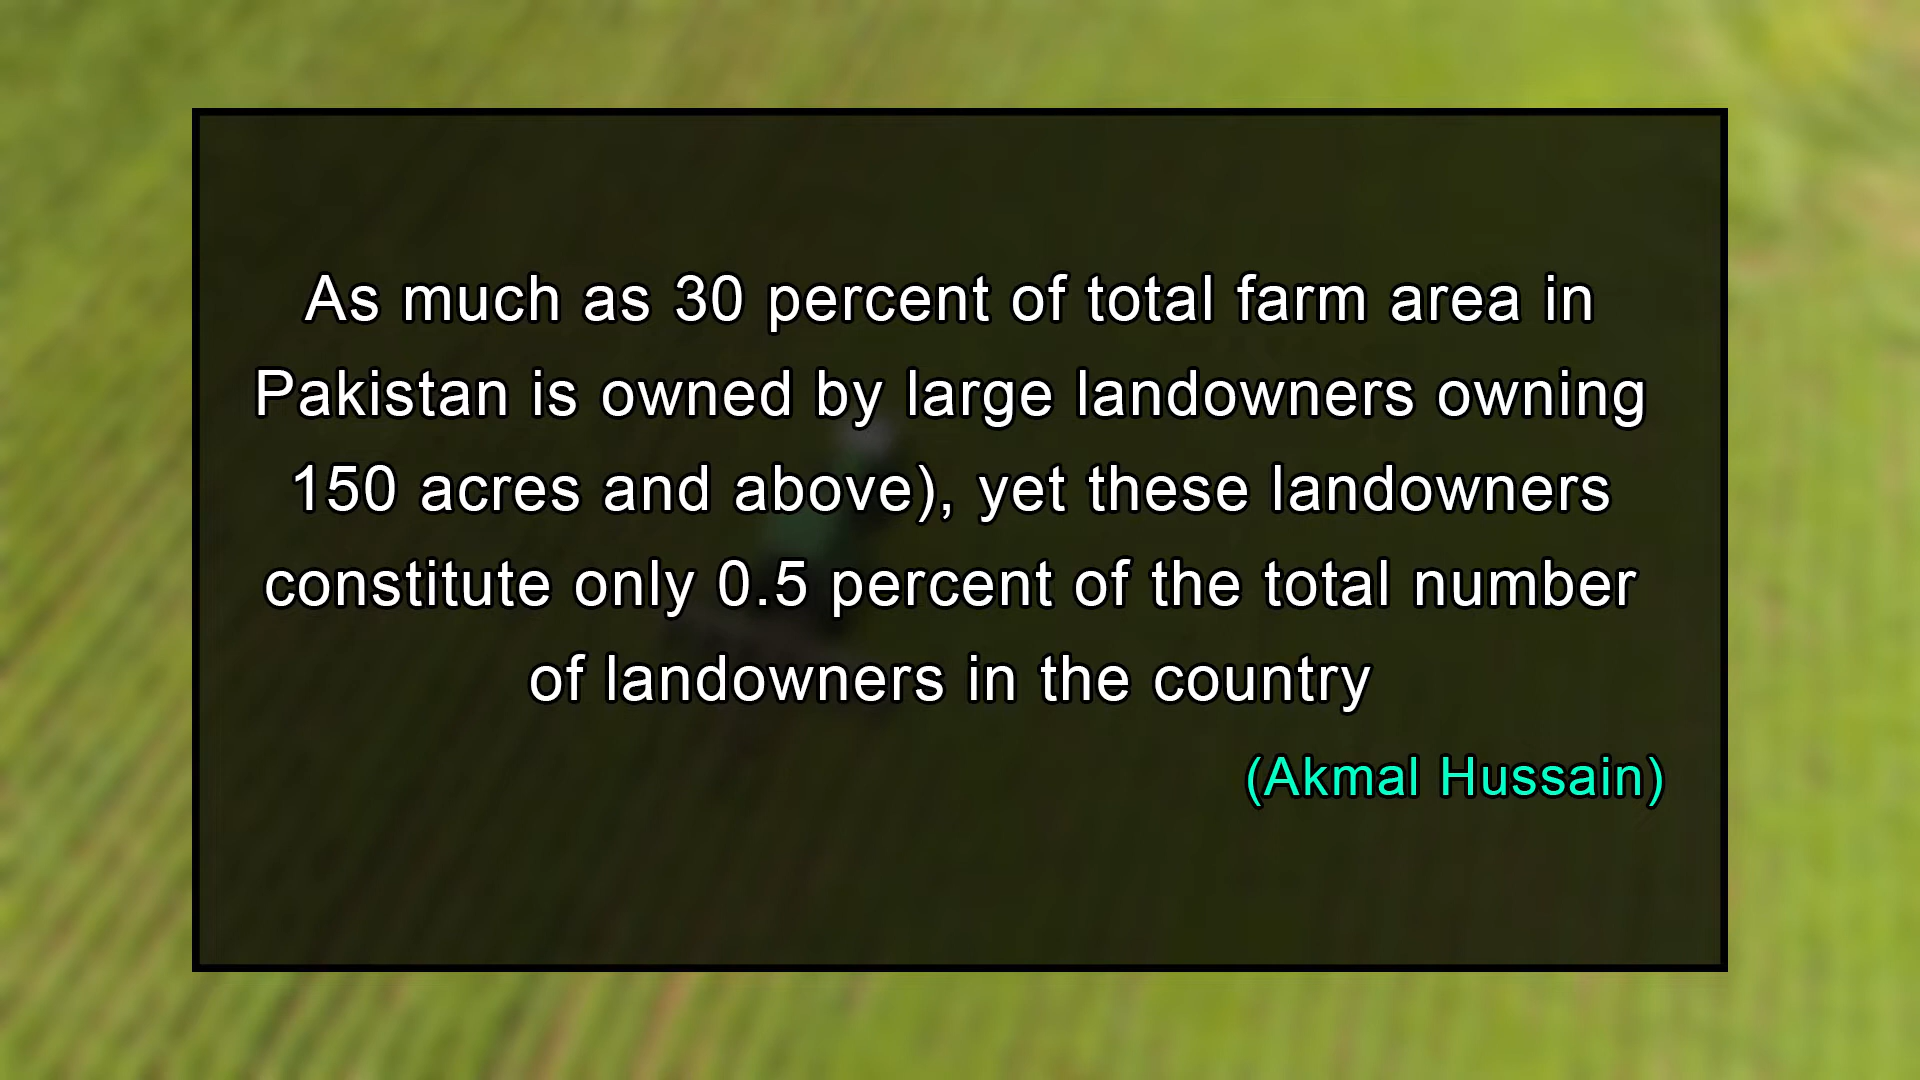 As much as 30 percent of total farm area in
Pakistan is owned by large landowners owning
150 acres and above), yet these landowners
constitute only 0.5 percent of the total number
of landowners in the country
(Akmal Hussain)